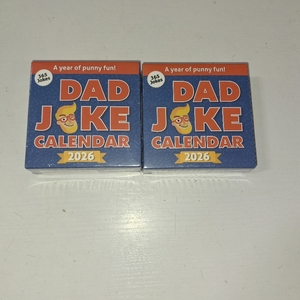 A year of punny fun!
365
Jokes
DAD
JOKE
CALENDAR
2026
A year of punny fun!
365
Jokes
DAD
JOKE
CALENDAR
2026